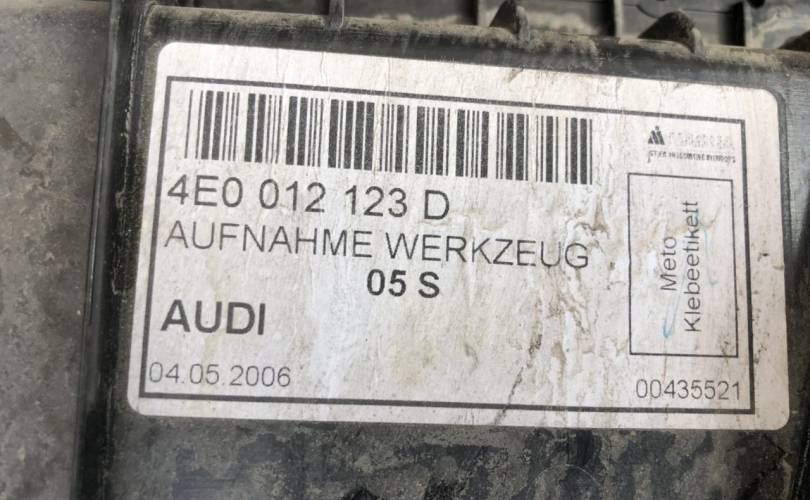 4E0 012 123 D
AUFNAHME WERKZEUG
05 S
AUDI
04.05.2006
Meto
Klebeetikett
00435521